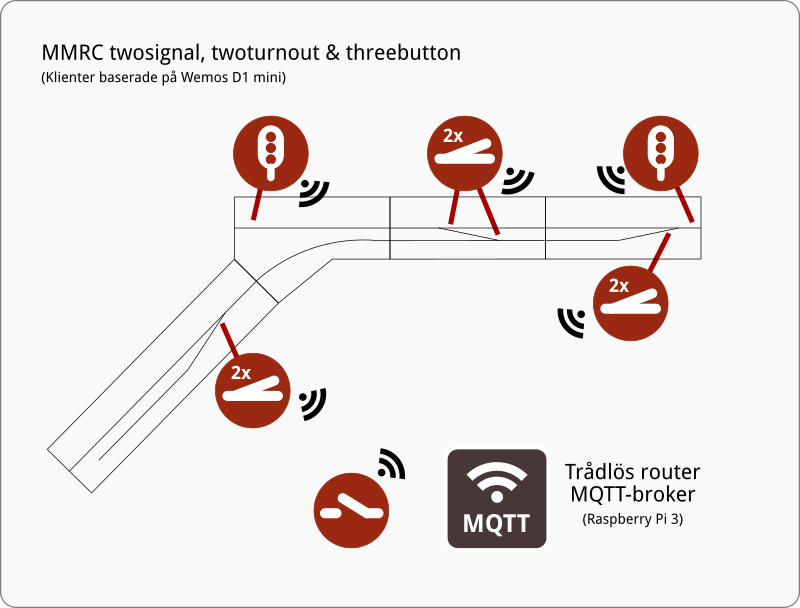 MMRC twosignal, twoturnout & threebutton
(Klienter baserade på Wemos D1 mini)
2x
2x
2x
MQTT
Trådlös router
MQTT-broker
(Raspberry Pi 3)